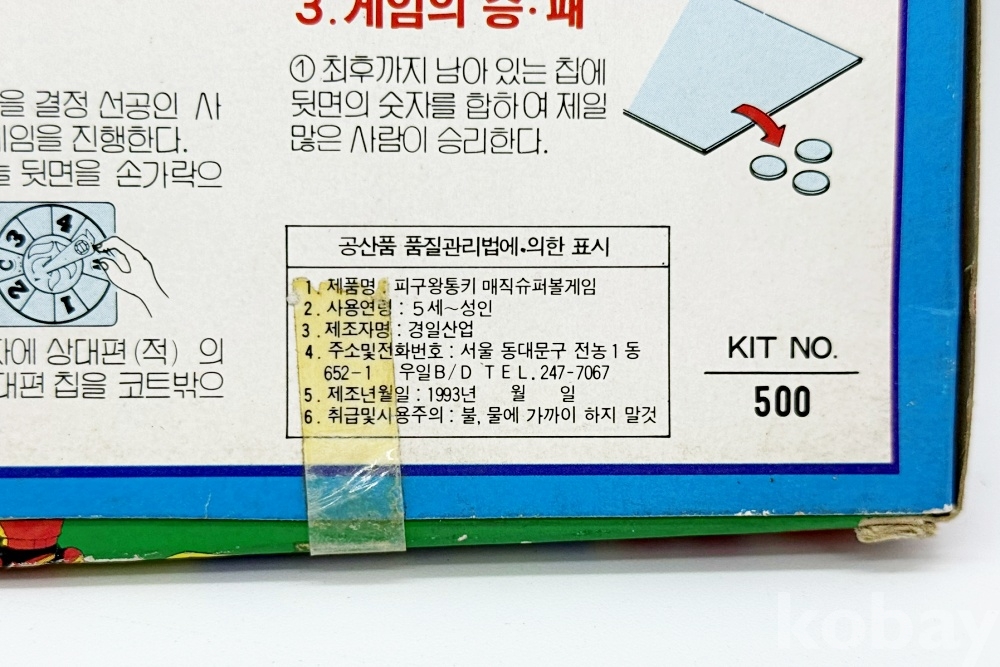 3. 게임의 승·패
① 최후까지 남아 있는 칩에
뒷면의 숫자를 합하여 제일
많은 사람이 승리한다.
을 결정 선공인 사
게임을 진행한다.
뒷면을 손가락으
3
4
2
1
상대편(적) 의
대편 칩을 코트밖으
공산품 품질관리법에·의한 표시
1. 제품명 : 피구왕통키 매직슈퍼볼게임
2. 사용연령 : 5세~성인
3. 제조자명 : 경일산업
4. 주소및전화번호 : 서울 동대문구 전농1동
652-1 우일B/D TEL. 247-7067
5. 제조년월일 : 1993년 월 일
6. 취급및사용주의 : 불, 물에 가까이 하지 말것
KIT NO.
500
kobay